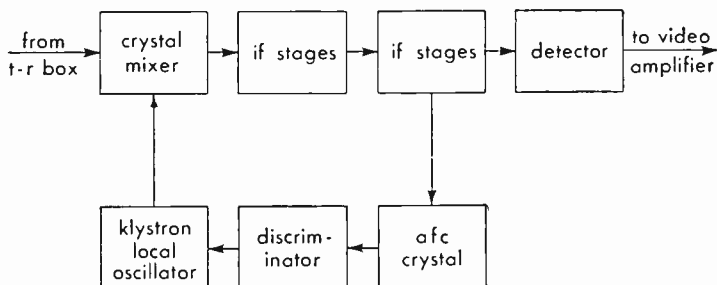 from
t-r box
crystal
mixer
if stages
if stages
detector
to video
amplifier
klystron
local
oscillator
discrim-
inator
afc
crystal